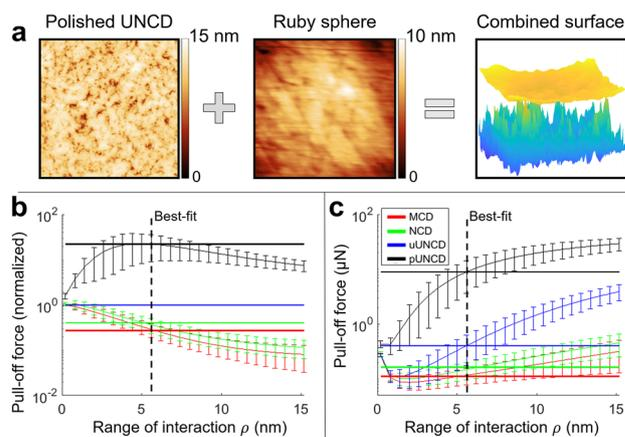 a
Polished UNCD
Ruby sphere
Combined surface
15 nm
0
10 nm
0
b
Best-fit
Pull-off force (normalized)
10²
10⁰
10⁻²
0
5
10
15
Range of interaction ρ (nm)
c
MCD
NCD
uUNCD
pUNCD
Best-fit
Pull-off force (μN)
10²
10⁰
0
5
10
15
Range of interaction ρ (nm)